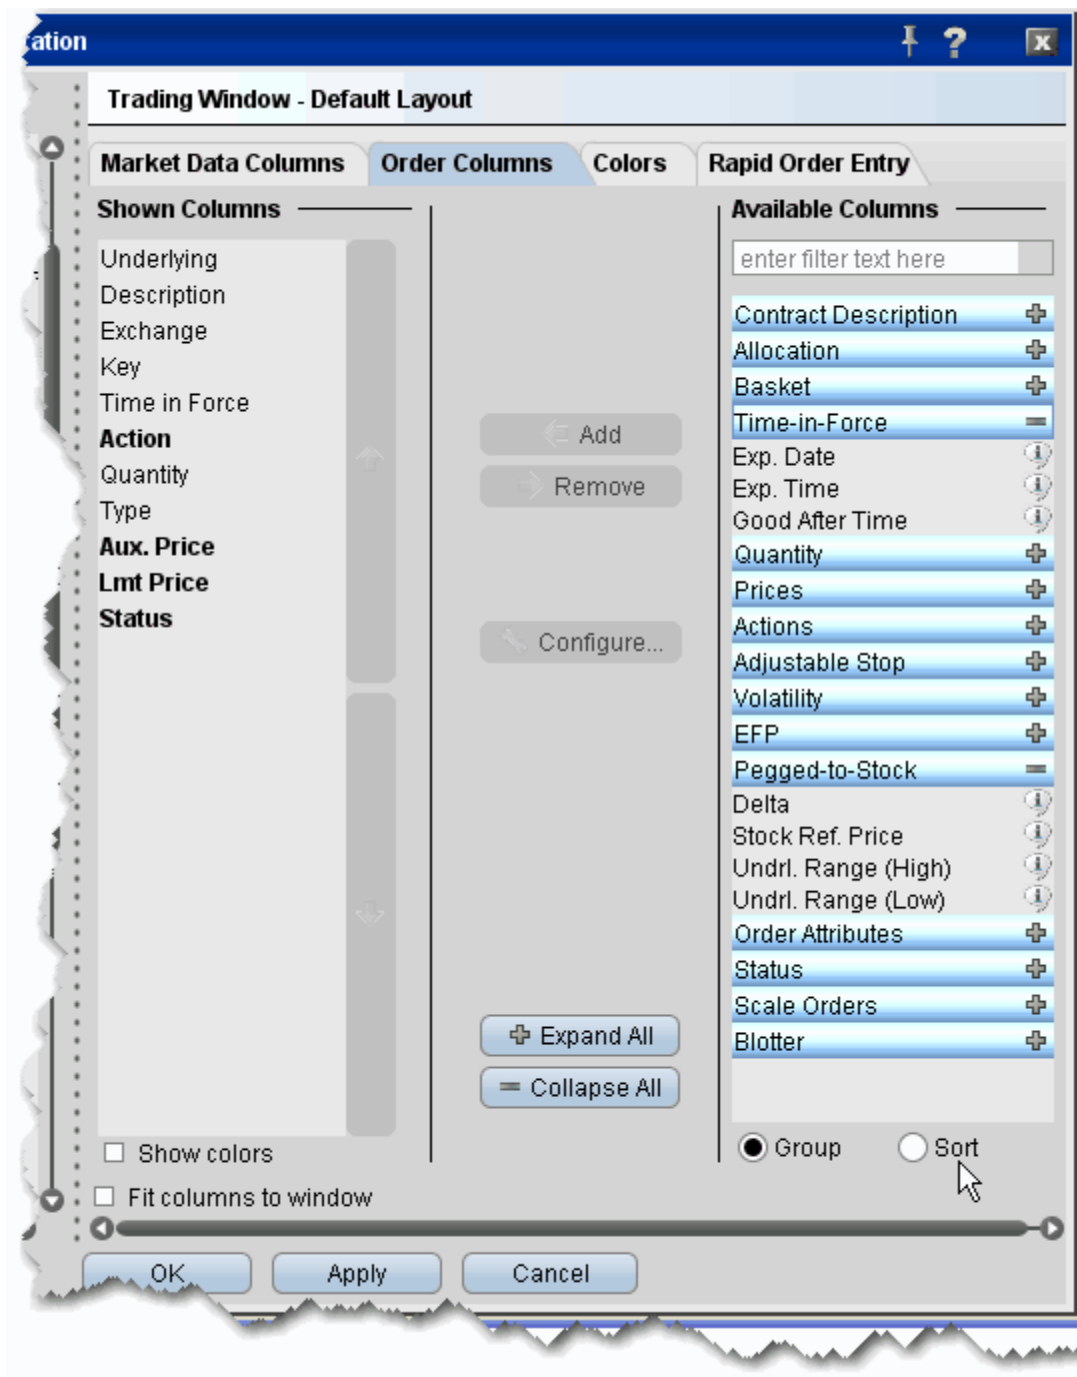 tation
Trading Window - Default Layout
Market Data Columns Order Columns Colors Rapid Order Entry
Shown Columns
Underlying
Description
Exchange
Key
Time in Force
Action
Quantity
Type
Aux. Price
Lmt Price
Status
Show colors
Fit columns to window
Add
Remove
Configure...
Expand All
Collapse All
Available Columns
enter filter text here
Contract Description
Allocation
Basket
Time-in-Force
Exp. Date
Exp. Time
Good After Time
Quantity
Prices
Actions
Adjustable Stop
Volatility
EFP
Pegged-to-Stock
Delta
Stock Ref. Price
Undrl. Range (High)
Undrl. Range (Low)
Order Attributes
Status
Scale Orders
Blotter
Group Sort
OK Apply Cancel